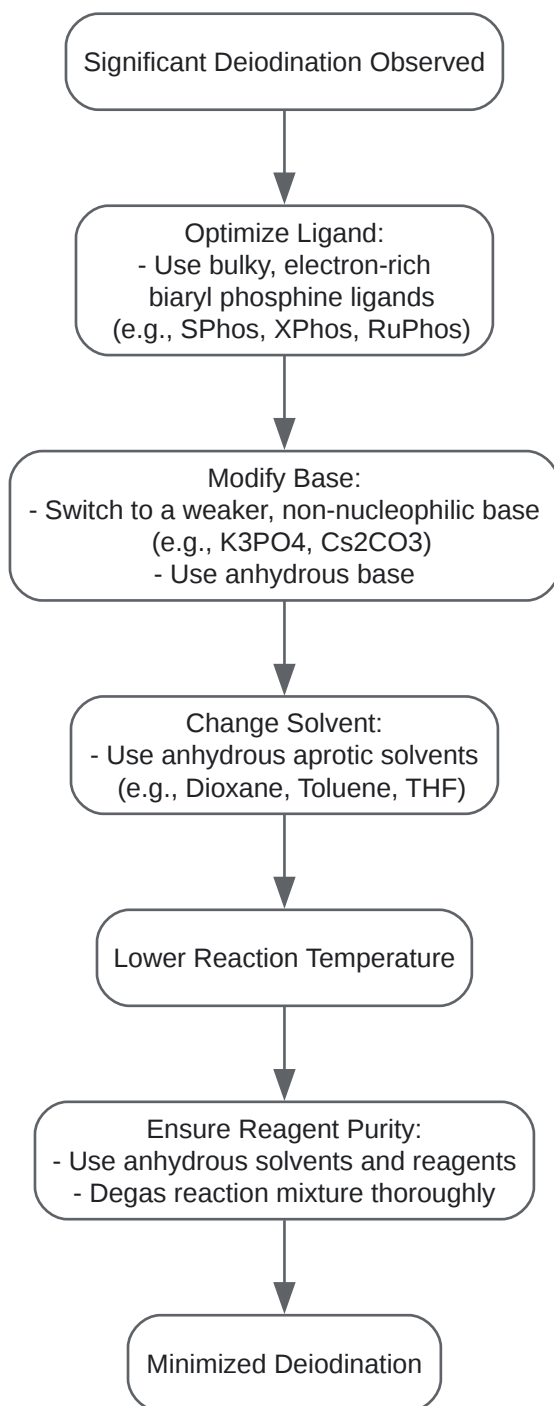 Significant Deiodination Observed
Optimize Ligand:
- Use bulky, electron-rich
biaryl phosphine ligands
(e.g., SPhos, XPhos, RuPhos)
Modify Base:
- Switch to a weaker, non-nucleophilic base
(e.g., K3PO4, Cs2CO3)
- Use anhydrous base
Change Solvent:
- Use anhydrous aprotic solvents
(e.g., Dioxane, Toluene, THF)
Lower Reaction Temperature
Ensure Reagent Purity:
- Use anhydrous solvents and reagents
- Degas reaction mixture thoroughly
Minimized Deiodination